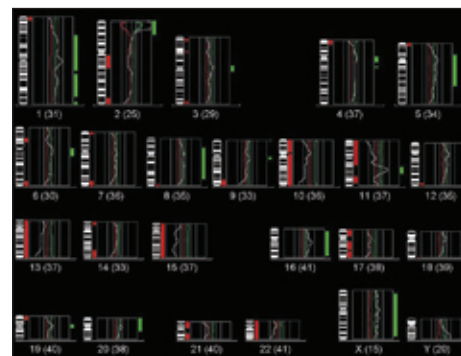 1 (31) 2 (25) 3 (29) 4 (37) 5 (34)
6 (30) 7 (36) 8 (35) 9 (33) 10 (36) 11 (37) 12 (36)
13 (37) 14 (33) 15 (37) 16 (41) 17 (38) 18 (39)
19 (40) 20 (38) 21 (40) 22 (41) X (15) Y (20)